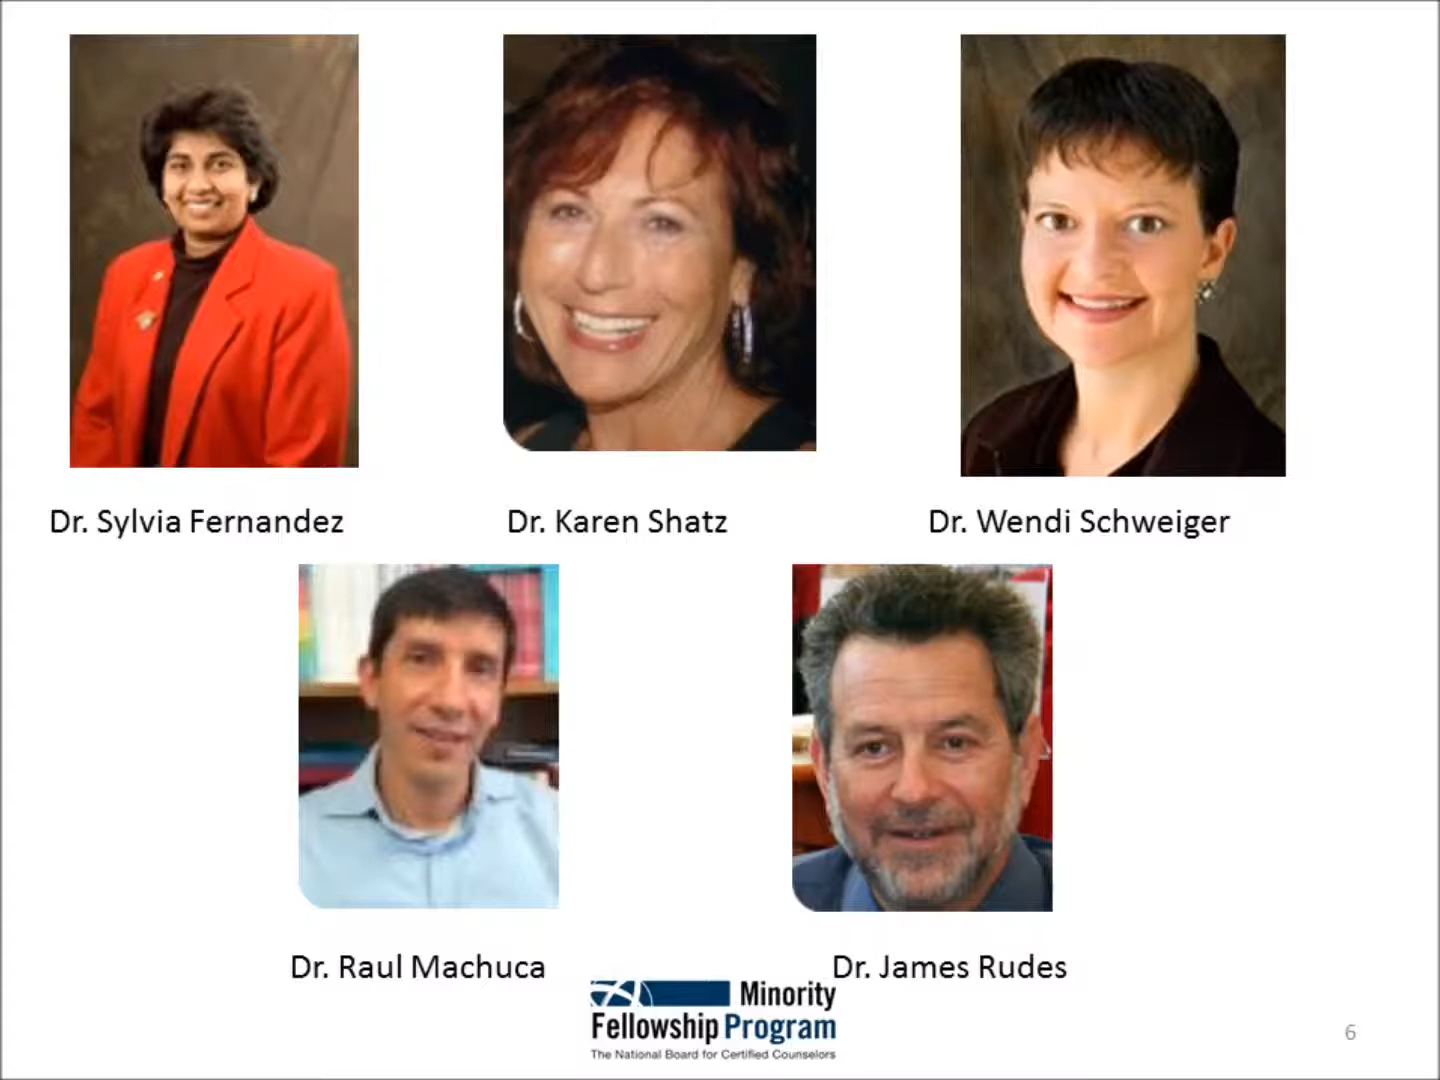 Dr. Sylvia Fernandez
Dr. Karen Shatz
Dr. Wendi Schweiger
Dr. Raul Machuca
Dr. James Rudes
Minority
Fellowship Program
The National Board for Certified Counselors
6